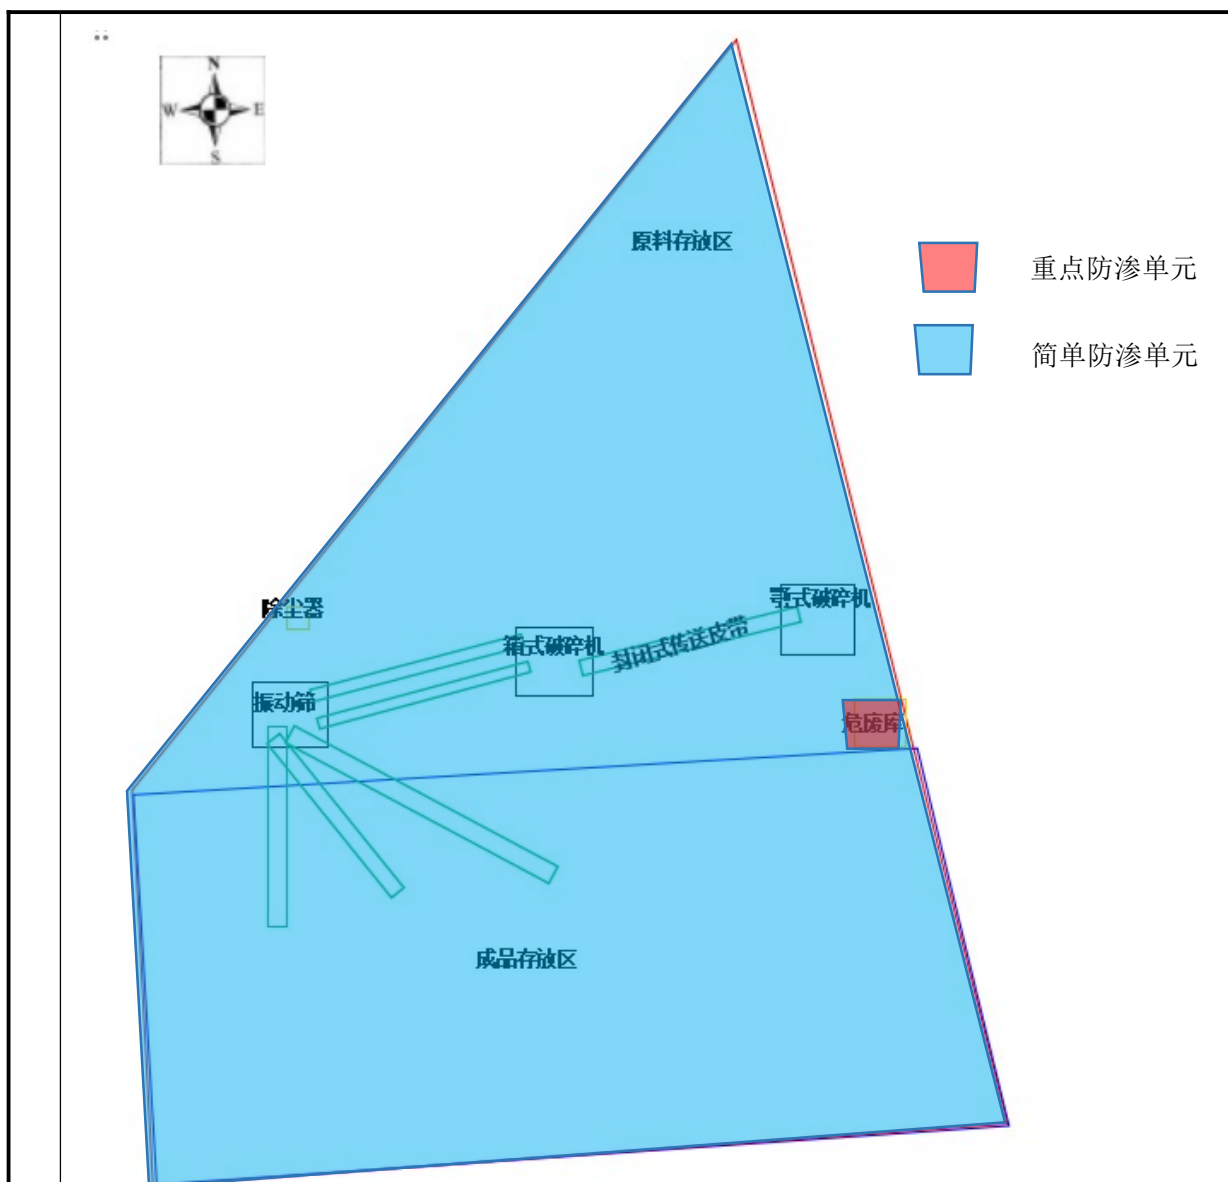 N
W E
S
原料存放区
重点防渗单元
简单防渗单元
除尘器
鄂式破碎机
箱式破碎机
封闭式传送皮带
振动筛
危废库
成品存放区